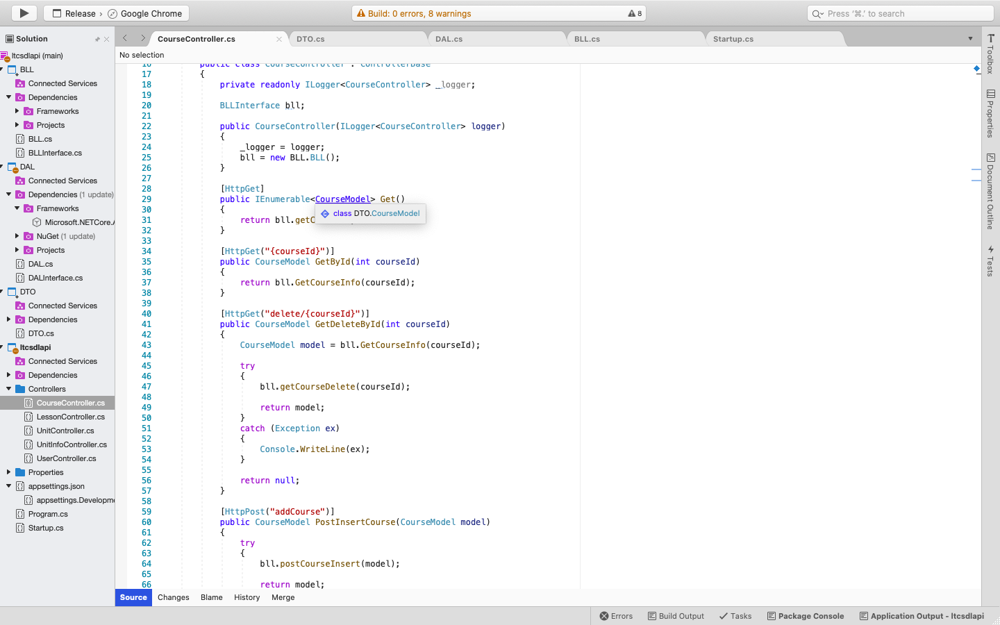 Release › Google Chrome
Build: 0 errors, 8 warnings
8
Press ‘⌘.’ to search
Solution
ltcsdlapi (main)
BLL
Connected Services
Dependencies
Frameworks
Projects
BLL.cs
BLLInterface.cs
DAL
Connected Services
Dependencies (1 update)
Frameworks
Microsoft.NETCore.A
NuGet (1 update)
Projects
DAL.cs
DALInterface.cs
DTO
Connected Services
Dependencies
DTO.cs
ltcsdlapi
Connected Services
Dependencies
Controllers
CourseController.cs
LessonController.cs
UnitController.cs
UnitInfoController.cs
UserController.cs
Properties
appsettings.json
appsettings.Developme
Program.cs
Startup.cs
CourseController.cs
DTO.cs
DAL.cs
BLL.cs
Startup.cs
No selection
16 public class CourseController : ControllerBase
17 {
18 private readonly ILogger<CourseController> _logger;
19
20 BLLInterface bll;
21
22 public CourseController(ILogger<CourseController> logger)
23 {
24 _logger = logger;
25 bll = new BLL.BLL();
26 }
27
28 [HttpGet]
29 public IEnumerable<CourseModel> Get()
30 {
class DTO.CourseModel
31 return bll.getC
32 }
33
34 [HttpGet("{courseId}")]
35 public CourseModel GetById(int courseId)
36 {
37 return bll.GetCourseInfo(courseId);
38 }
39
40 [HttpGet("delete/{courseId}")]
41 public CourseModel GetDeleteById(int courseId)
42 {
43 CourseModel model = bll.GetCourseInfo(courseId);
44
45 try
46 {
47 bll.getCourseDelete(courseId);
48
49 return model;
50 }
51 catch (Exception ex)
52 {
53 Console.WriteLine(ex);
54 }
55
56 return null;
57 }
58
59 [HttpPost("addCourse")]
60 public CourseModel PostInsertCourse(CourseModel model)
61 {
62 try
63 {
64 bll.postCourseInsert(model);
65
66 return model;
Toolbox
Properties
Document Outline
Tests
Source
Changes
Blame
History
Merge
Errors
Build Output
Tasks
Package Console
Application Output - ltcsdlapi